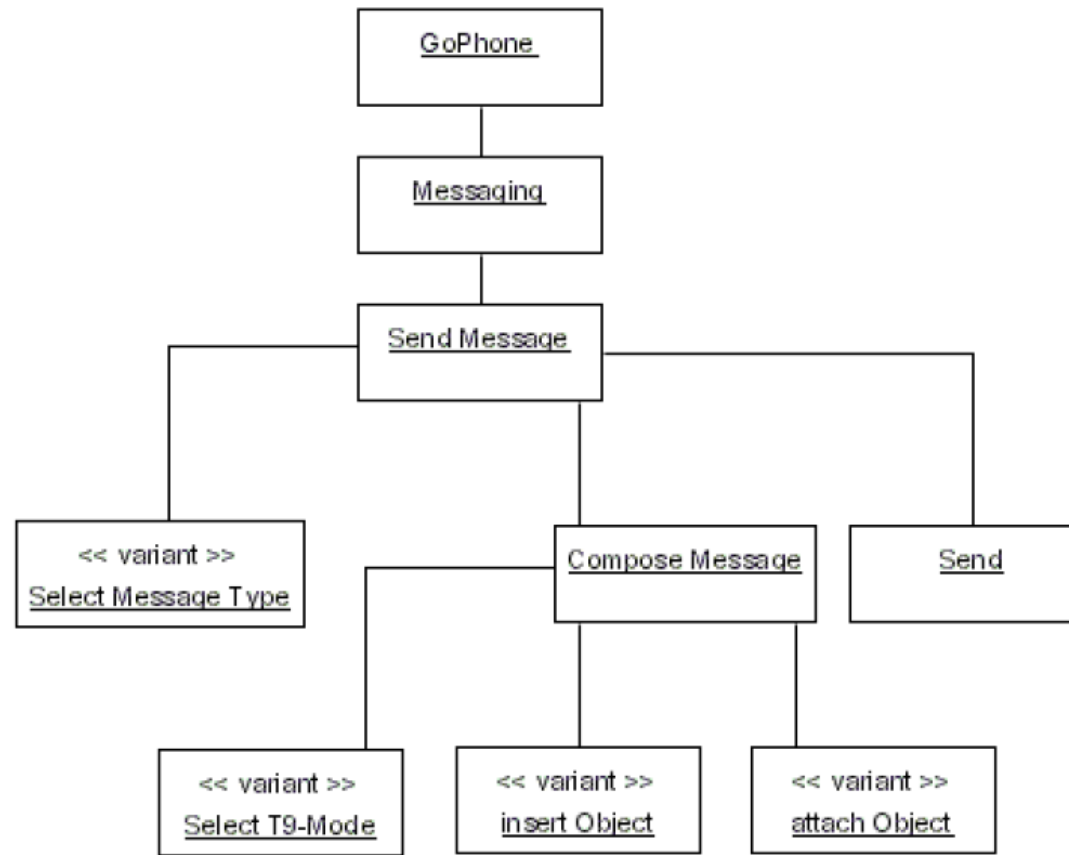 GoPhone
Messaging
Send Message
<< variant >>
Select Message Type
Compose Message
Send
<< variant >>
Select T9-Mode
<< variant >>
insert Object
<< variant >>
attach Object